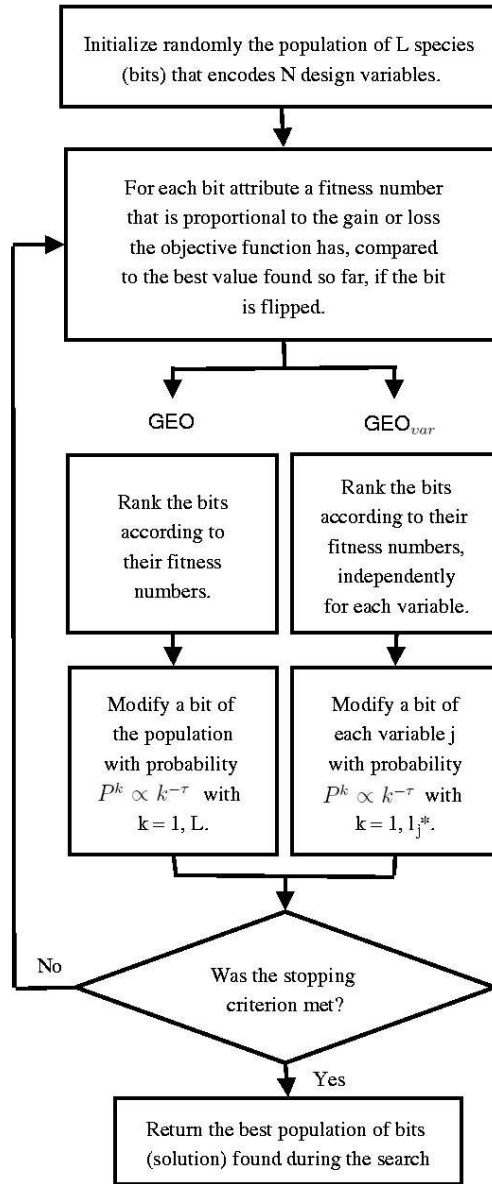 Initialize randomly the population of L species
(bits) that encodes N design variables.
For each bit attribute a fitness number
that is proportional to the gain or loss
the objective function has, compared
to the best value found so far, if the bit
is flipped.
GEO
GEO_{var}
Rank the bits
according to
their fitness
numbers.
Rank the bits
according to their
fitness numbers,
independently
for each variable.
Modify a bit of
the population
with probability
P^k ∝ k^{-τ} with
k = 1, L.
Modify a bit of
each variable j
with probability
P^k ∝ k^{-τ} with
k = 1, l_j*.
Was the stopping
criterion met?
No
Yes
Return the best population of bits
(solution) found during the search